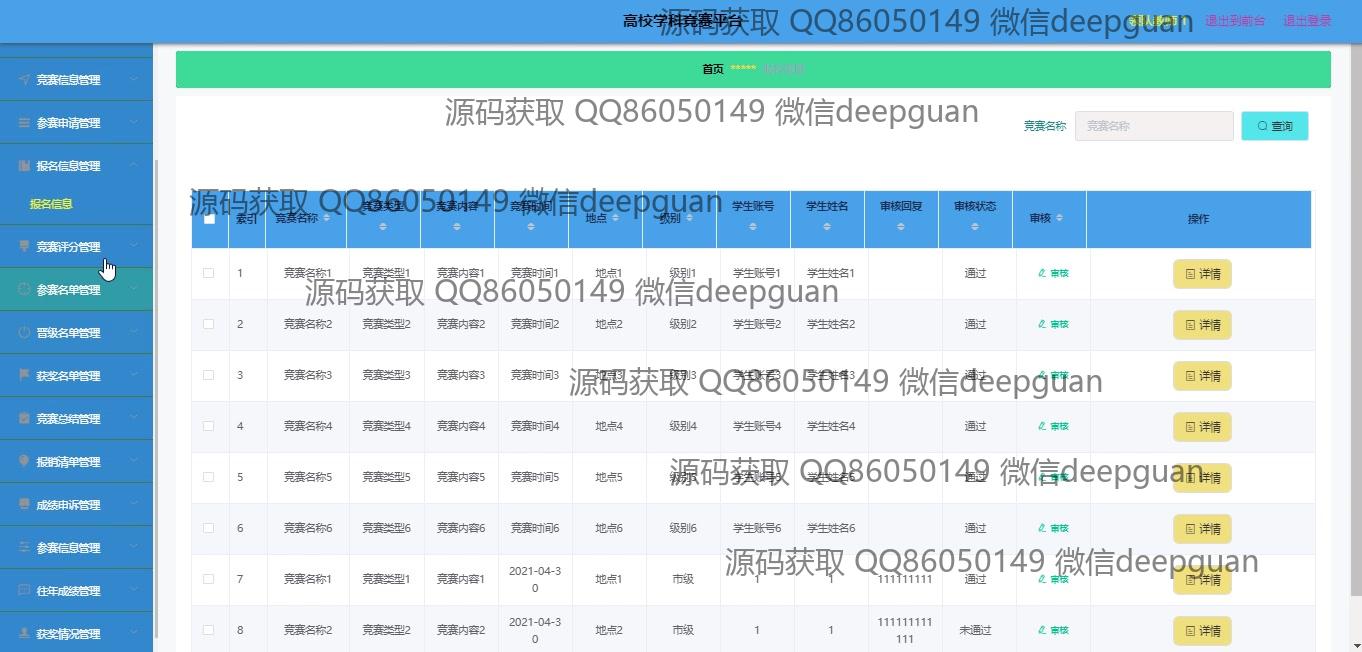 高校学科竞赛平台
退出到前台 退出登录
源码获取 QQ86050149 微信deepguan
首页 ***** 报名信息
源码获取 QQ86050149 微信deepguan
竞赛名称 竞赛名称 查询
竞赛信息管理
参赛申请管理
报名信息管理
报名信息
竞赛评分管理
参赛名单管理
晋级名单管理
获奖名单管理
竞赛总结管理
报销清单管理
成绩申诉管理
参赛信息管理
往年成绩管理
获奖情况管理
源码获取 QQ86050149 微信deepguan
索引 竞赛名称 竞赛类型 竞赛内容 竞赛时间 地点 级别 学生账号 学生姓名 审核回复 审核状态 审核 操作
1 竞赛名称1 竞赛类型1 竞赛内容1 竞赛时间1 地点1 级别1 学生账号1 学生姓名1 通过 审核 详情
源码获取 QQ86050149 微信deepguan
2 竞赛名称2 竞赛类型2 竞赛内容2 竞赛时间2 地点2 级别2 学生账号2 学生姓名2 通过 审核 详情
3 竞赛名称3 竞赛类型3 竞赛内容3 竞赛时间3 地点3 级别3 学生账号3 学生姓名3 通过 审核 详情
源码获取 QQ86050149 微信deepguan
4 竞赛名称4 竞赛类型4 竞赛内容4 竞赛时间4 地点4 级别4 学生账号4 学生姓名4 通过 审核 详情
5 竞赛名称5 竞赛类型5 竞赛内容5 竞赛时间5 地点5 级别5 学生账号5 学生姓名5 通过 审核 详情
源码获取 QQ86050149 微信deepguan
6 竞赛名称6 竞赛类型6 竞赛内容6 竞赛时间6 地点6 级别6 学生账号6 学生姓名6 通过 审核 详情
源码获取 QQ86050149 微信deepguan
7 竞赛名称1 竞赛类型1 竞赛内容1 2021-04-3 地点1 市级 1 1 111111111 通过 审核 详情
0
8 竞赛名称2 竞赛类型2 竞赛内容2 2021-04-3 地点2 市级 1 1 111111111 未通过 审核 详情
0 111